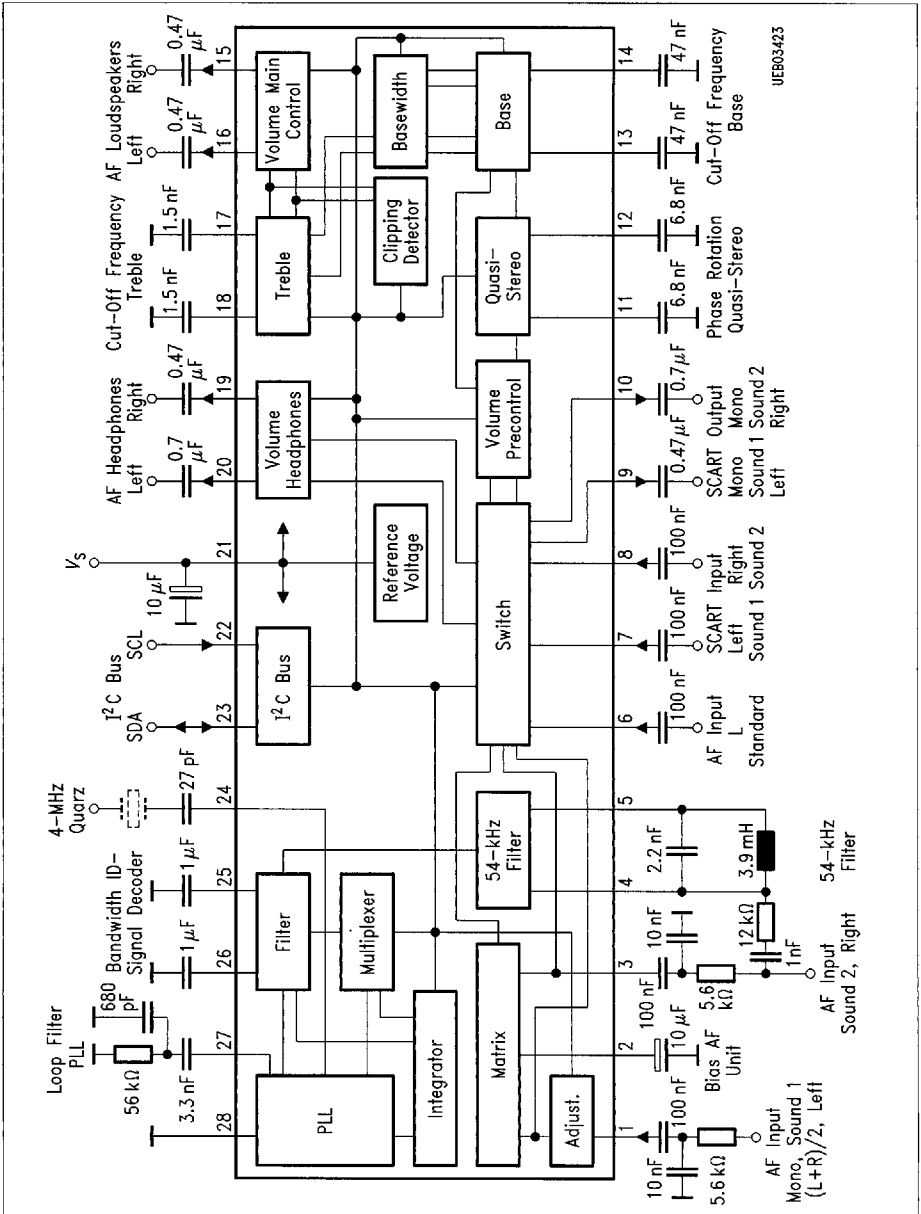 Loop Filter
PLL
Bandwidth ID-
Signal Decoder
4-MHz
Quarz
I²C Bus
SDA
SCL
V_S
AF Headphones
Left
Right
Cut-Off Frequency
Treble
AF Loudspeakers
Left
Right
56 kΩ
680
pF
3.3 nF
1 µF
1 µF
27 pF
10 µF
0.7
µF
0.47
µF
1.5 nF
1.5 nF
0.47
µF
0.47
µF
28
27
26
25
24
23
22
21
20
19
18
17
16
15
PLL
Filter
Multiplexer
Integrator
I²C Bus
Reference
Voltage
Volume
Headphones
Treble
Volume Main
Control
Clipping
Detector
Basewidth
Matrix
Adjust.
54-kHz
Filter
Switch
Volume
Precontrol
Quasi-
Stereo
Base
1
2
3
4
5
6
7
8
9
10
11
12
13
14
10 nF
100 nF
5.6 kΩ
10 µF
100 nF
10 nF
5.6
kΩ
1nF
12 kΩ
2.2 nF
3.9 mH
100 nF
100 nF
100 nF
0.47 µF
0.7 µF
6.8 nF
6.8 nF
47 nF
47 nF
AF Input
Mono, Sound 1
(L+R)/2, Left
Bias AF
Unit
AF Input
Sound 2, Right
54-kHz
Filter
AF Input
L
Standard
SCART Input
Left Right
Sound 1 Sound 2
SCART Output
Mono Mono
Sound 1 Sound 2
Left Right
Phase Rotation
Quasi-Stereo
Cut-Off Frequency
Base
UEB03423